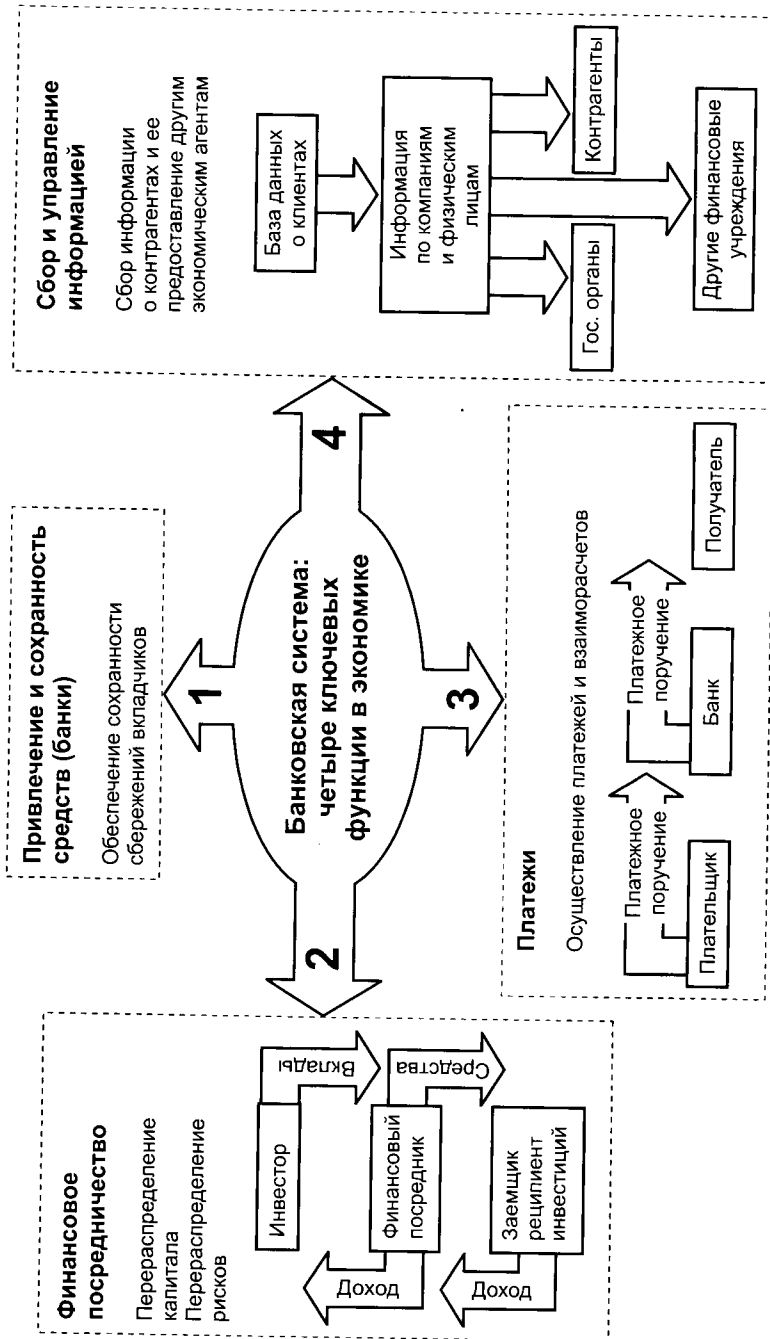 Привлечение и сохранность
средств (банки)
Обеспечение сохранности
сбережений вкладчиков
1
2
3
4
Банковская система:
четыре ключевых
функции в экономике
Финансовое
посредничество
Перераспределение
капитала
Перераспределение
рисков
Инвестор
Вклады
Финансовый
посредник
Средства
Доход
Заемщик
реципиент
инвестиций
Доход
Платежи
Осуществление платежей и взаиморасчетов
Платежное
поручение
Платежное
поручение
Плательщик
Банк
Получатель
Сбор и управление
информацией
Сбор информации
о контрагентах и ее
предоставление другим
экономическим агентам
База данных
о клиентах
Информация
по компаниям
и физическим
лицам
Гос. органы
Контрагенты
Другие финансовые
учреждения